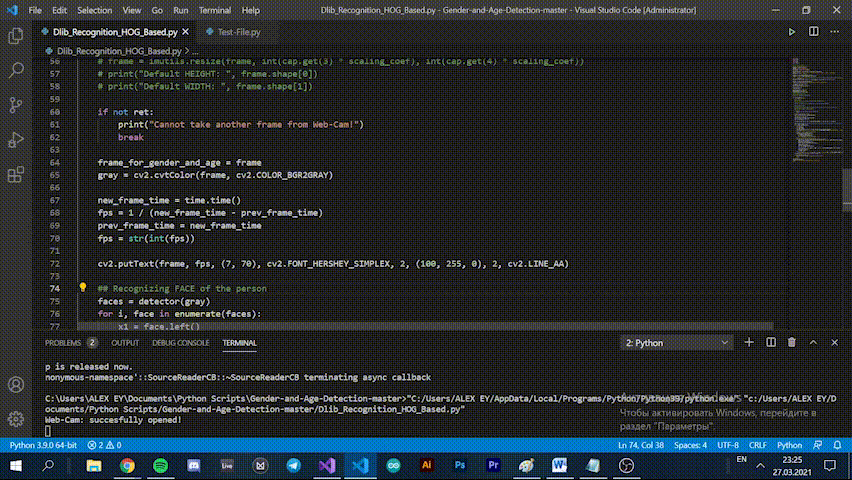 File Edit Selection View Go Run Terminal Help Dlib_Recognition_HOG_Based.py - Gender-and-Age-Detection-master - Visual Studio Code [Administrator]
Dlib_Recognition_HOG_Based.py Test-File.py
Dlib_Recognition_HOG_Based.py > ...
56 # frame = imutils.resize(frame, int(cap.get(3) * scaling_coef), int(cap.get(4) * scaling_coef))
57 # print("Default HEIGHT: ", frame.shape[0])
58 # print("Default WIDTH: ", frame.shape[1])
59
60 if not ret:
61 print("Cannot take another frame from Web-Cam!")
62 break
63
64 frame_for_gender_and_age = frame
65 gray = cv2.cvtColor(frame, cv2.COLOR_BGR2GRAY)
66
67 new_frame_time = time.time()
68 fps = 1 / (new_frame_time - prev_frame_time)
69 prev_frame_time = new_frame_time
70 fps = str(int(fps))
71
72 cv2.putText(frame, fps, (7, 70), cv2.FONT_HERSHEY_SIMPLEX, 2, (100, 255, 0), 2, cv2.LINE_AA)
73
74 ## Recognizing FACE of the person
75 faces = detector(gray)
76 for i, face in enumerate(faces):
77 x1 = face.left()
PROBLEMS 2 OUTPUT DEBUG CONSOLE TERMINAL 2: Python
p is released now.
nonymous-namespace'::SourceReaderCB::~SourceReaderCB terminating async callback
C:\Users\ALEX EY\Documents\Python Scripts\Gender-and-Age-Detection-master>"C:/Users/ALEX EY/AppData/Local/Programs/Python/Python39/python.exe" "c:/Users/ALEX EY/D
ocuments/Python Scripts/Gender-and-Age-Detection-master/Dlib_Recognition_HOG_Based.py"
Web-Cam: succesfully opened!
Активация Windows
Чтобы активировать Windows, перейдите в
раздел "Параметры".
Python 3.9.0 64-bit 2 0 Ln 74, Col 38 Spaces: 4 UTF-8 CRLF Python
Live Ai Ps Pr W EN 23:25
27.03.2021